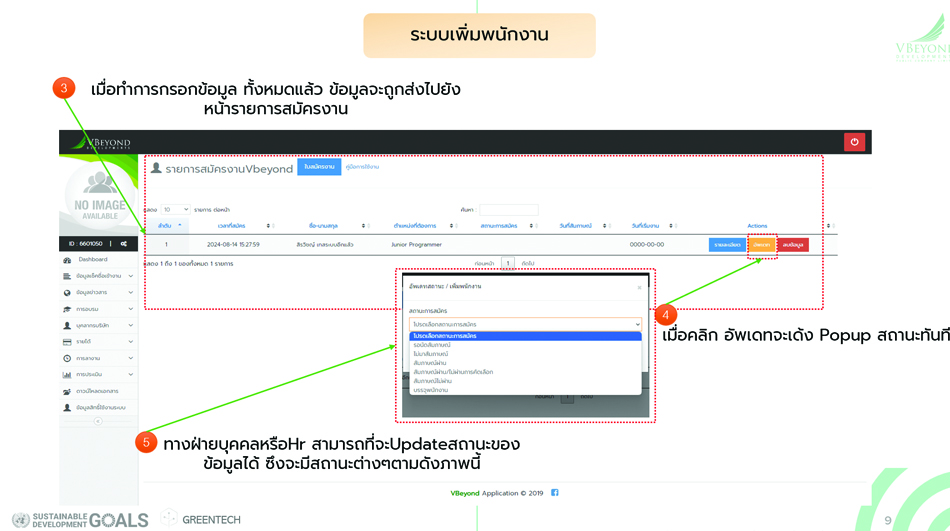 ระบบเพิ่มพนักงาน
VBEYOND
DEVELOPMENT
3
เมื่อทำการกรอกข้อมูล ทั้งหมดแล้ว ข้อมูลจะถูกส่งไปยัง
หน้ารายการสมัครงาน
VBEYOND
DEVELOPMENTS
รายการสมัครงานVbeyond ใบสมัครงาน คู่มือการใช้งาน
NO IMAGE
AVAILABLE
แสดง 10 รายการ ต่อหน้า ค้นหา :
ลำดับ เวลาที่สมัคร ชื่อ-นามสกุล ตำแหน่งที่ต้องการ สถานะการสมัคร วันที่สัมภาษณ์ วันที่เริ่มงาน Actions
ID : 6601050 |
1 2024-08-14 15:27:59 Junior Programmer 0000-00-00 รายละเอียด อัพเดท ลบข้อมูล
แสดง 1 ถึง 1 ของทั้งหมด 1 รายการ ก่อนหน้า 1 ถัดไป
Dashboard
ข้อมูลเช็คชื่อเข้างาน
ข้อมูลข่าวสาร
การอบรม
บุคลากรบริษัท
รายได้
การลางาน
การประเมิน
ดาวน์โหลดเอกสาร
ข้อมูลสิทธิ์ใช้งานระบบ
อัพเดทสถานะ / เพิ่มพนักงาน ×
สถานะการสมัคร
โปรดเลือกสถานะการสมัคร
โปรดเลือกสถานะการสมัคร
รอนัดสัมภาษณ์
ไม่มาสัมภาษณ์
สัมภาษณ์ผ่าน
สัมภาษณ์ผ่าน/ไม่ผ่านการคัดเลือก
สัมภาษณ์ไม่ผ่าน
บรรจุพนักงาน
ก่อนหน้า 1 ถัดไป
4
เมื่อคลิก อัพเดทจะเด้ง Popup สถานะทันที
5
ทางฝ่ายบุคคลหรือHr สามารถที่จะUpdateสถานะของ
ข้อมูลได้ ซึ่งจะมีสถานะต่างๆตามดังภาพนี้
VBeyond Application © 2019
SUSTAINABLE
DEVELOPMENT GOALS
GREENTECH
9